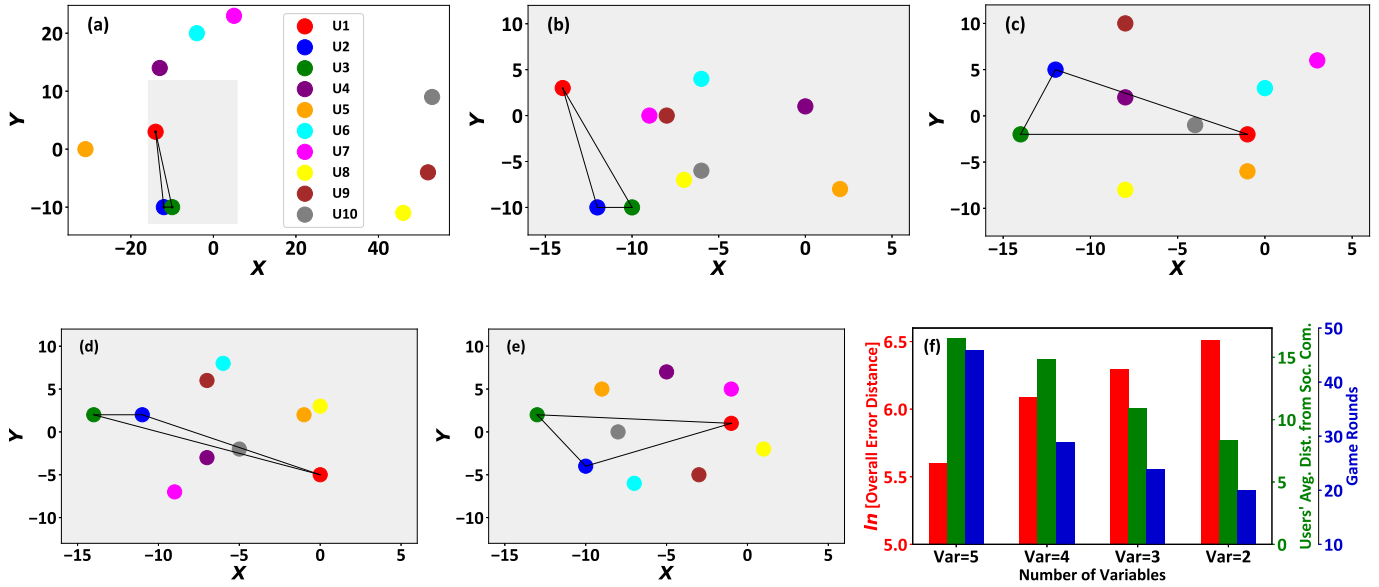 (a)
20
10
0
−10
Y
−20
0
20
40
X
U1
U2
U3
U4
U5
U6
U7
U8
U9
U10
(b)
10
5
0
−5
−10
Y
−15
−10
−5
0
5
X
(c)
10
5
0
−5
−10
Y
−15
−10
−5
0
5
X
(d)
10
5
0
−5
−10
Y
−15
−10
−5
0
5
X
(e)
10
5
0
−5
−10
Y
−15
−10
−5
0
5
X
(f)
6.5
6.0
5.5
5.0
ln [Overall Error Distance]
15
10
5
0
Users' Avg. Dist. from Soc. Com.
50
40
30
20
10
Game Rounds
Var=5
Var=4
Var=3
Var=2
Number of Variables